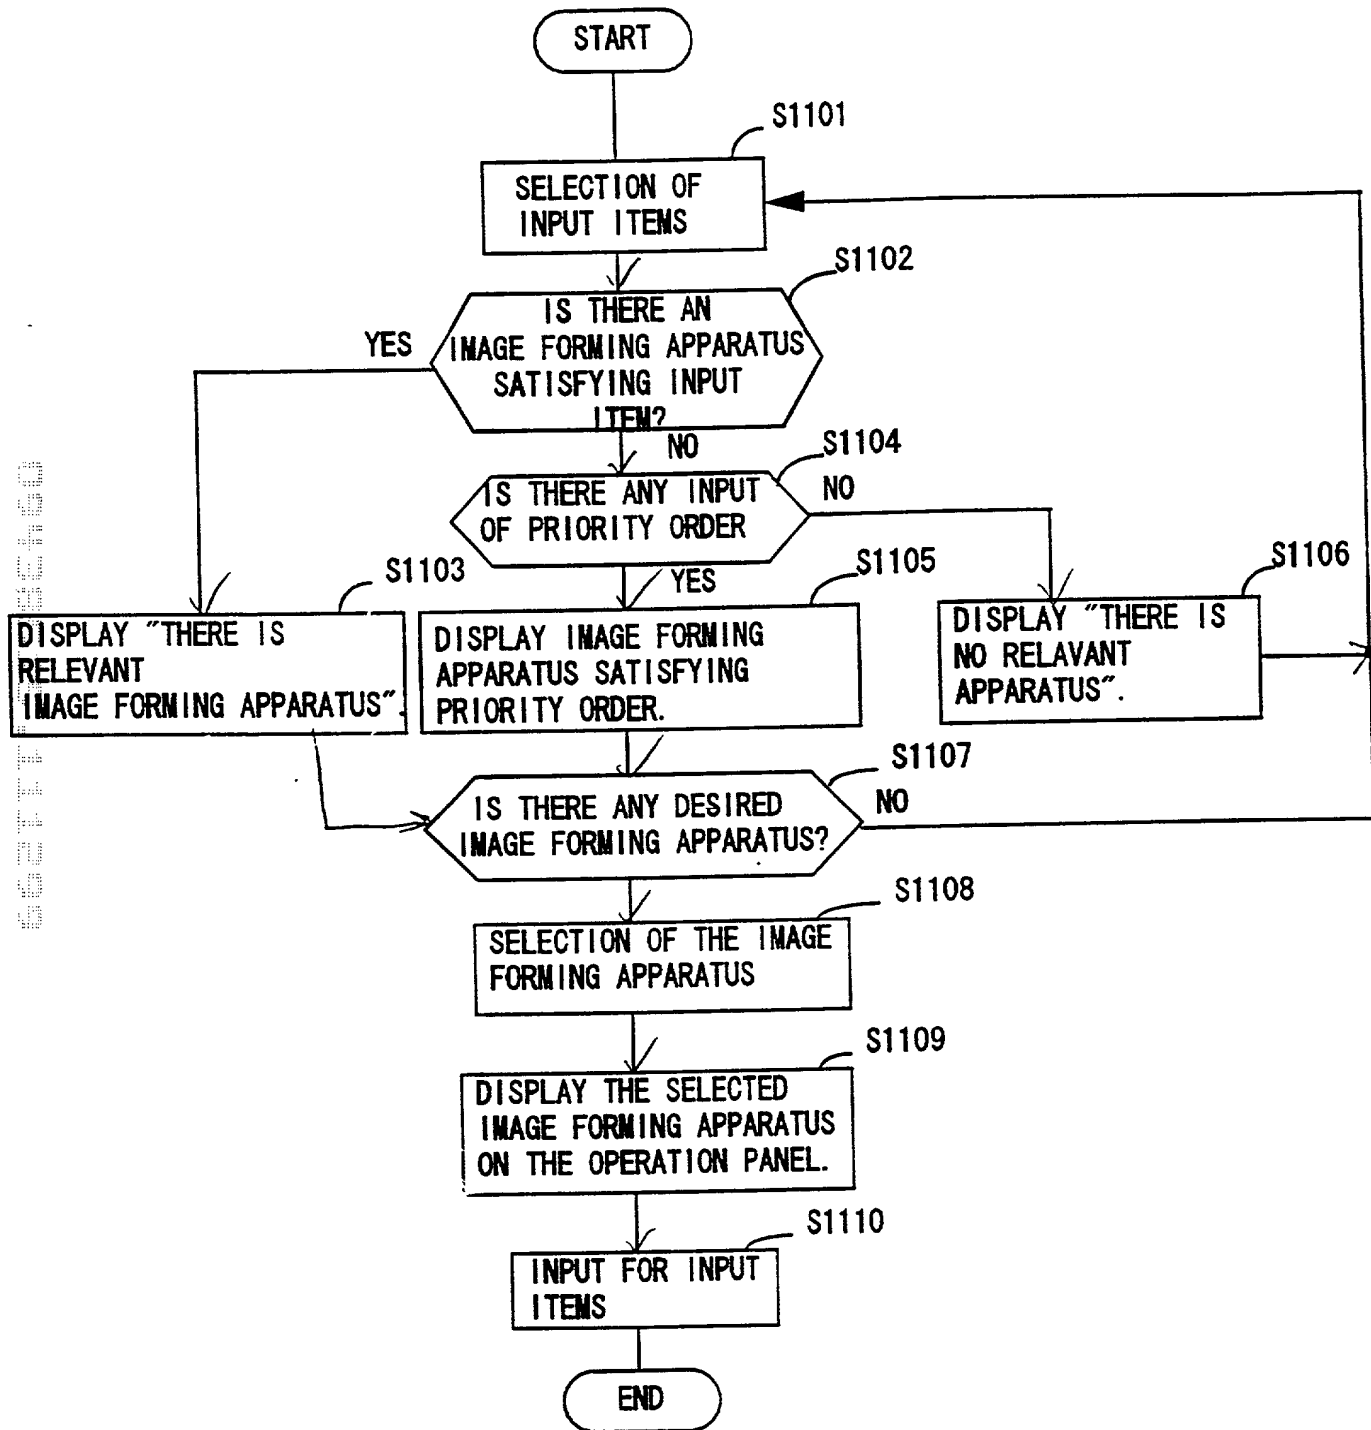 START
S1101
SELECTION OF
INPUT ITEMS
S1102
IS THERE AN
IMAGE FORMING APPARATUS
SATISFYING INPUT
ITEM?
YES
NO
S1104
IS THERE ANY INPUT
OF PRIORITY ORDER
NO
YES
S1103
DISPLAY "THERE IS
RELEVANT
IMAGE FORMING APPARATUS".
S1105
DISPLAY IMAGE FORMING
APPARATUS SATISFYING
PRIORITY ORDER.
S1106
DISPLAY "THERE IS
NO RELAVANT
APPARATUS".
S1107
IS THERE ANY DESIRED
IMAGE FORMING APPARATUS?
NO
S1108
SELECTION OF THE IMAGE
FORMING APPARATUS
S1109
DISPLAY THE SELECTED
IMAGE FORMING APPARATUS
ON THE OPERATION PANEL.
S1110
INPUT FOR INPUT
ITEMS
END